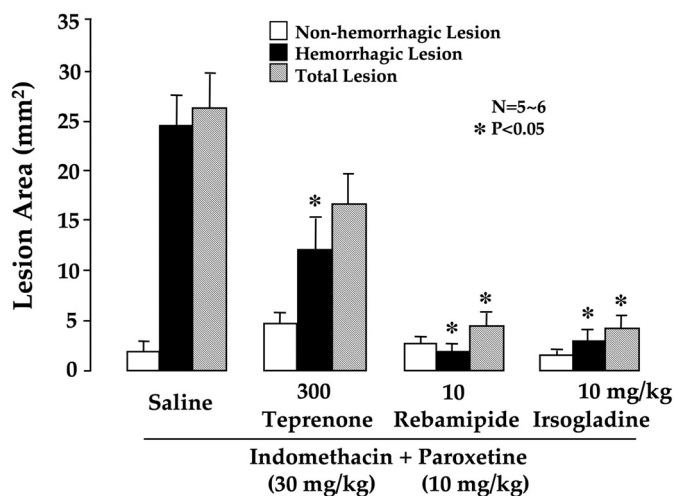 Non-hemorrhagic Lesion
Hemorrhagic Lesion
Total Lesion
N=5~6
* P<0.05
Lesion Area (mm²)
35
30
25
20
15
10
5
0
*
* *
* *
Saline
300
Teprenone
10
Rebamipide
10 mg/kg
Irsogladine
Indomethacin + Paroxetine
(30 mg/kg) (10 mg/kg)